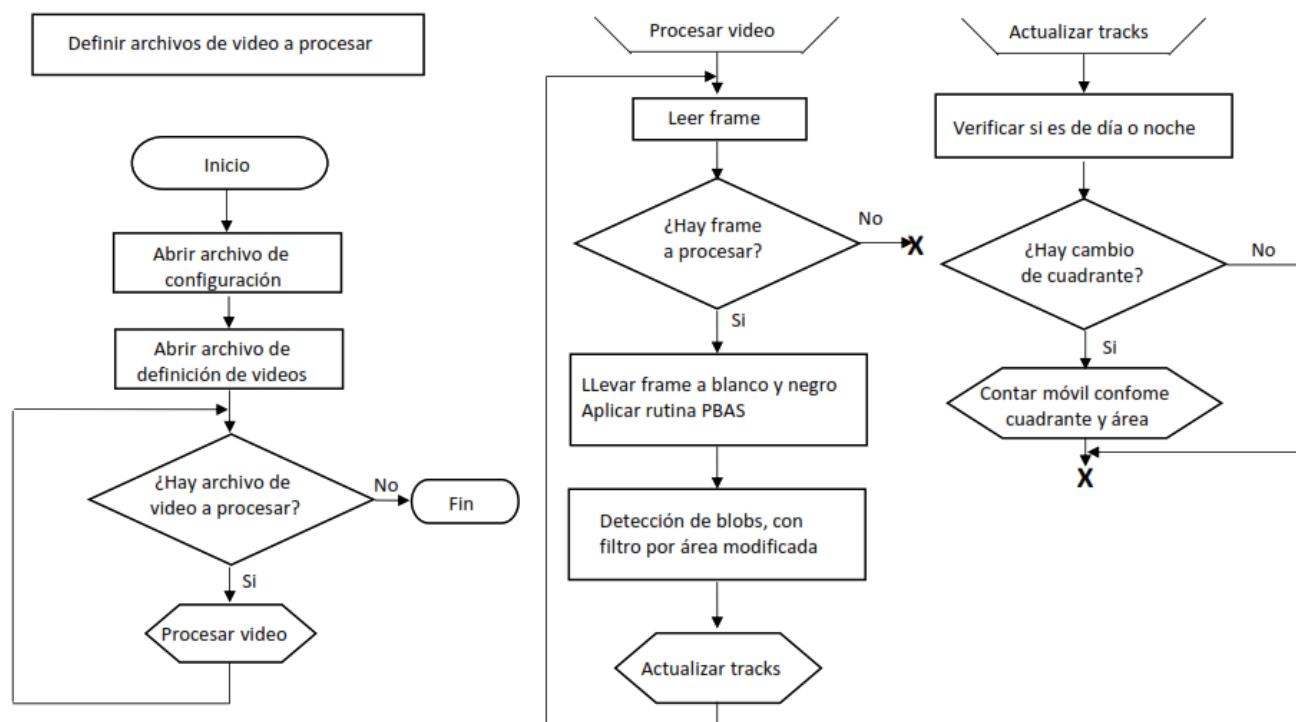 Definir archivos de video a procesar
Inicio
Abrir archivo de
configuración
Abrir archivo de
definición de videos
¿Hay archivo de
video a procesar?
No
Fin
Si
Procesar video
Procesar video
Leer frame
¿Hay frame
a procesar?
No
X
Si
LLevar frame a blanco y negro
Aplicar rutina PBAS
Detección de blobs, con
filtro por área modificada
Actualizar tracks
Actualizar tracks
Verificar si es de día o noche
¿Hay cambio
de cuadrante?
No
Si
Contar móvil confome
cuadrante y área
X